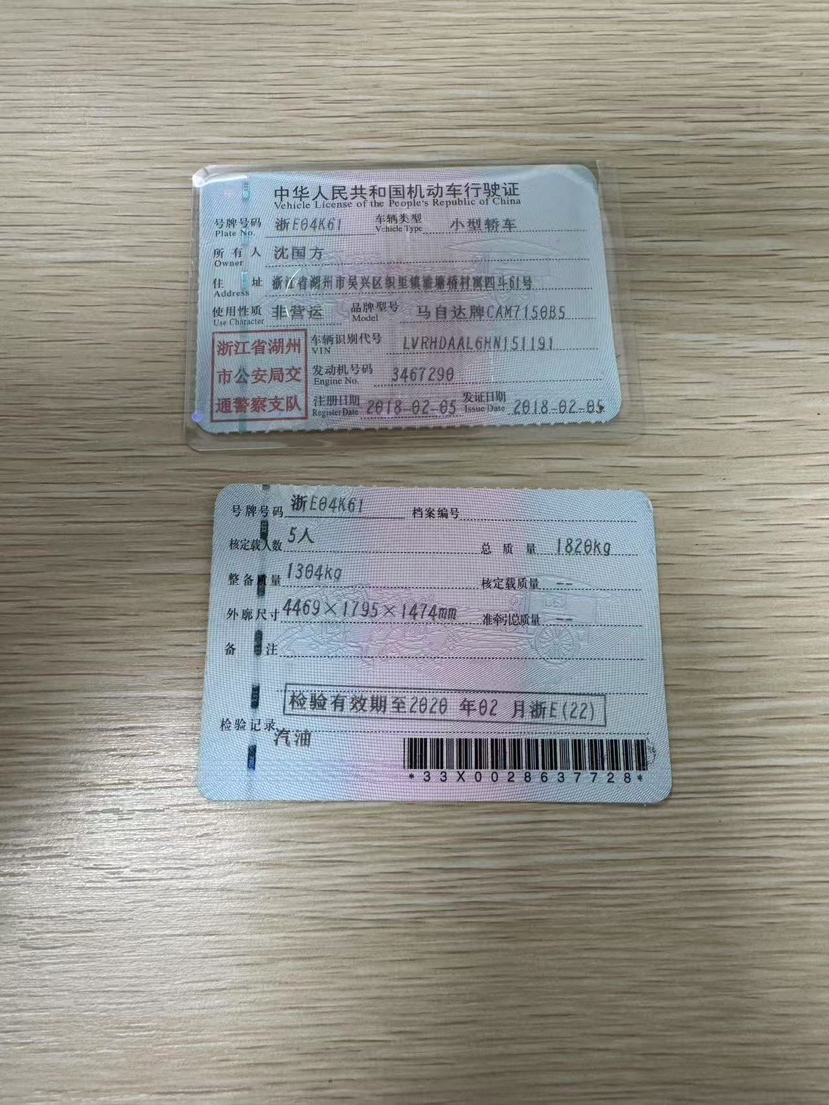 中华人民共和国机动车行驶证
Vehicle License of the People's Republic of China
号牌号码 浙E04K61 车辆类型 小型轿车
Plate No. Vehicle Type
所有人 沈国方
Owner
住址 浙江省湖州市吴兴区织里镇 桥村寓四斗61号
Address
使用性质 非营运 品牌型号 马自达牌CAM7150B5
Use Character Model
浙江省湖州
市公安局交
通警察支队
车辆识别代号 LVRHDAAL6HN151191
VIN
发动机号码 3467290
Engine No.
注册日期 2018-02-05 发证日期 2018-02-05
Register Date Issue Date
号牌号码 浙E04K61 档案编号
核定载人数 5人 总质量 1820kg
整备质量 1304kg 核定载质量 --
外廓尺寸 4469×1795×1474mm 准牵引总质量 --
备注
检验有效期至2020 年02 月浙E(22)
检验记录
汽油
*33X0028637728*